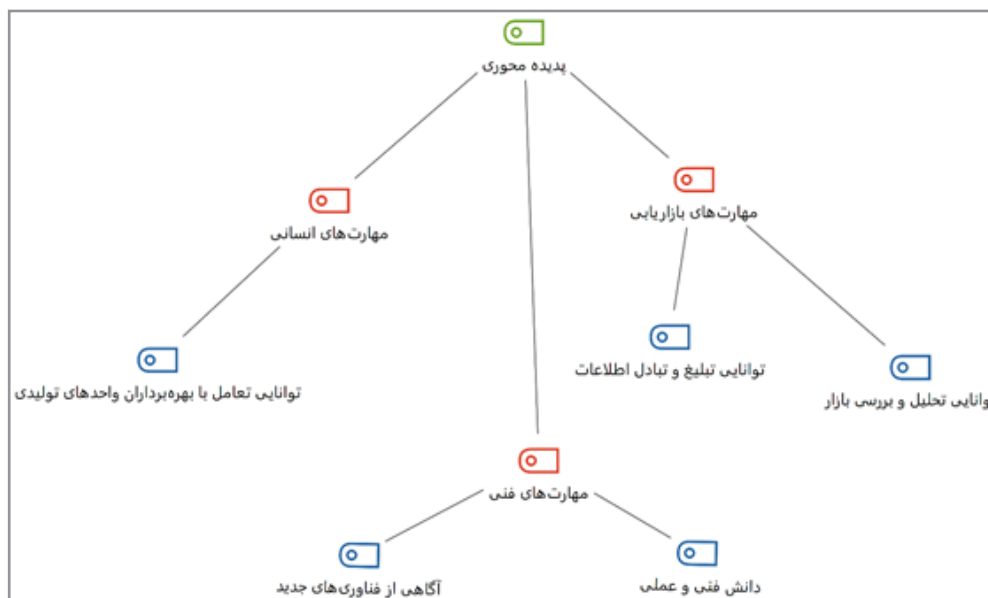 پدیده محوری
مهارت‌های بازاریابی
مهارت‌های انسانی
توانایی تبلیغ و تبادل اطلاعات
توانایی تعامل با بهره‌برداران واحدهای تولیدی
وانایی تحلیل و بررسی بازار
مهارت‌های فنی
دانش فنی و عملی
آگاهی از فناوری‌های جدید